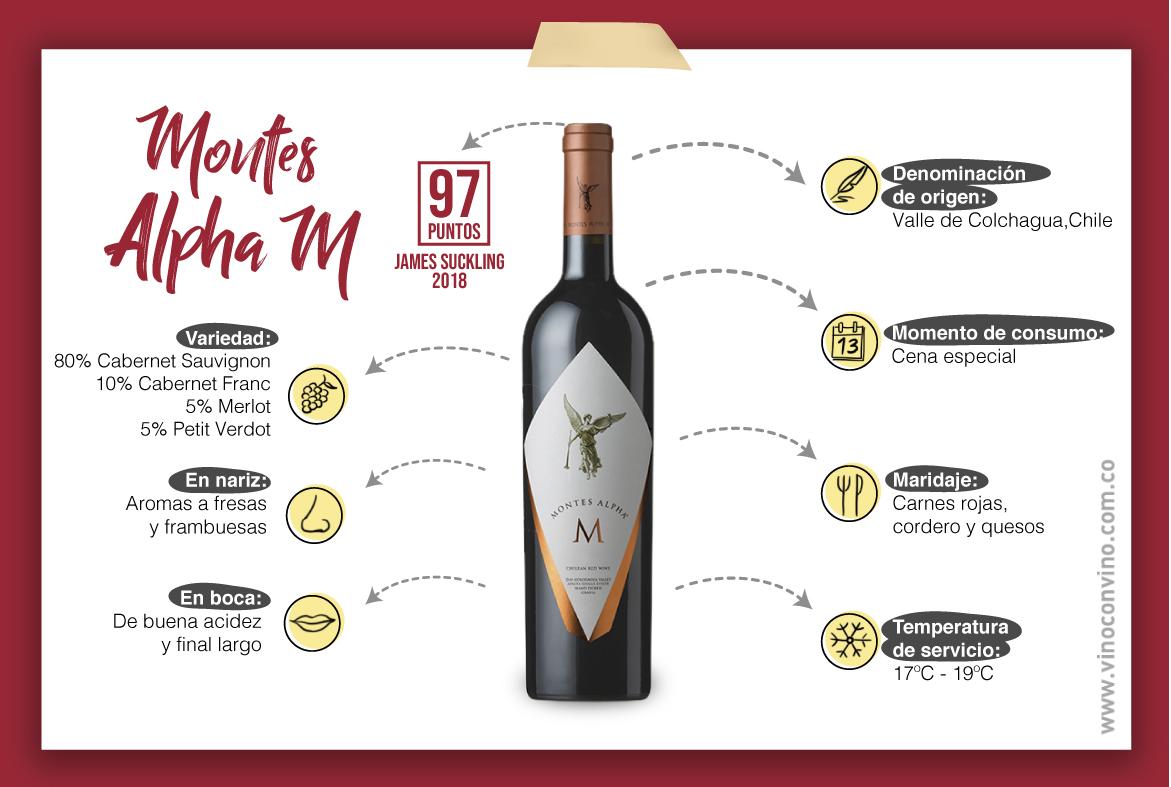 Montes
Alpha M
97
PUNTOS
JAMES SUCKLING
2018
Variedad:
80% Cabernet Sauvignon
10% Cabernet Franc
5% Merlot
5% Petit Verdot
En nariz:
Aromas a fresas
y frambuesas
En boca:
De buena acidez
y final largo
MONTES ALPHA M
MONTES ALPHA®
M
CHILEAN RED WINE
Denominación
de origen:
Valle de Colchagua,Chile
13
Momento de consumo:
Cena especial
Maridaje:
Carnes rojas,
cordero y quesos
Temperatura
de servicio:
17ºC - 19ºC
www.vinoconvino.com.co